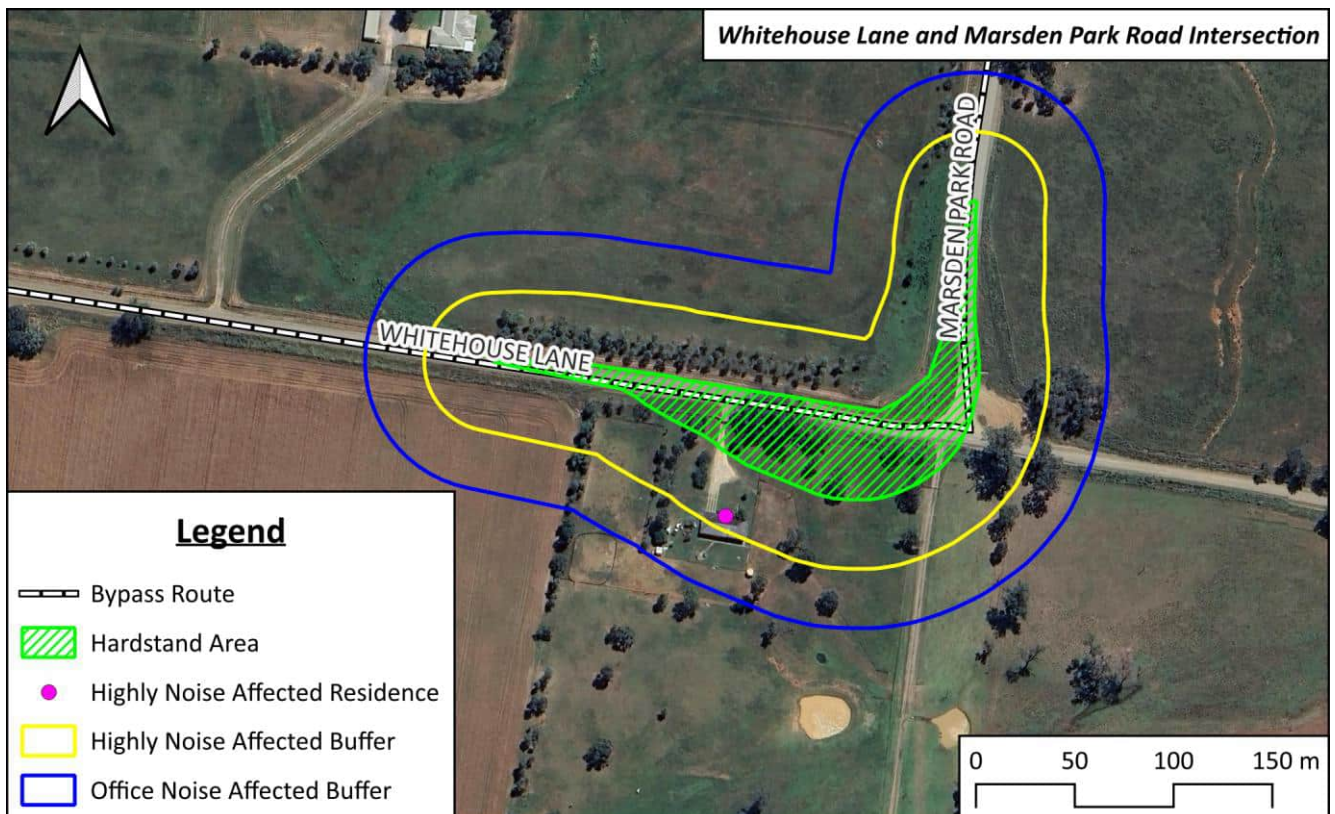 Whitehouse Lane and Marsden Park Road Intersection
MARSDEN PARK ROAD
WHITEHOUSE LANE
Legend
Bypass Route
Hardstand Area
Highly Noise Affected Residence
Highly Noise Affected Buffer
Office Noise Affected Buffer
0 50 100 150 m